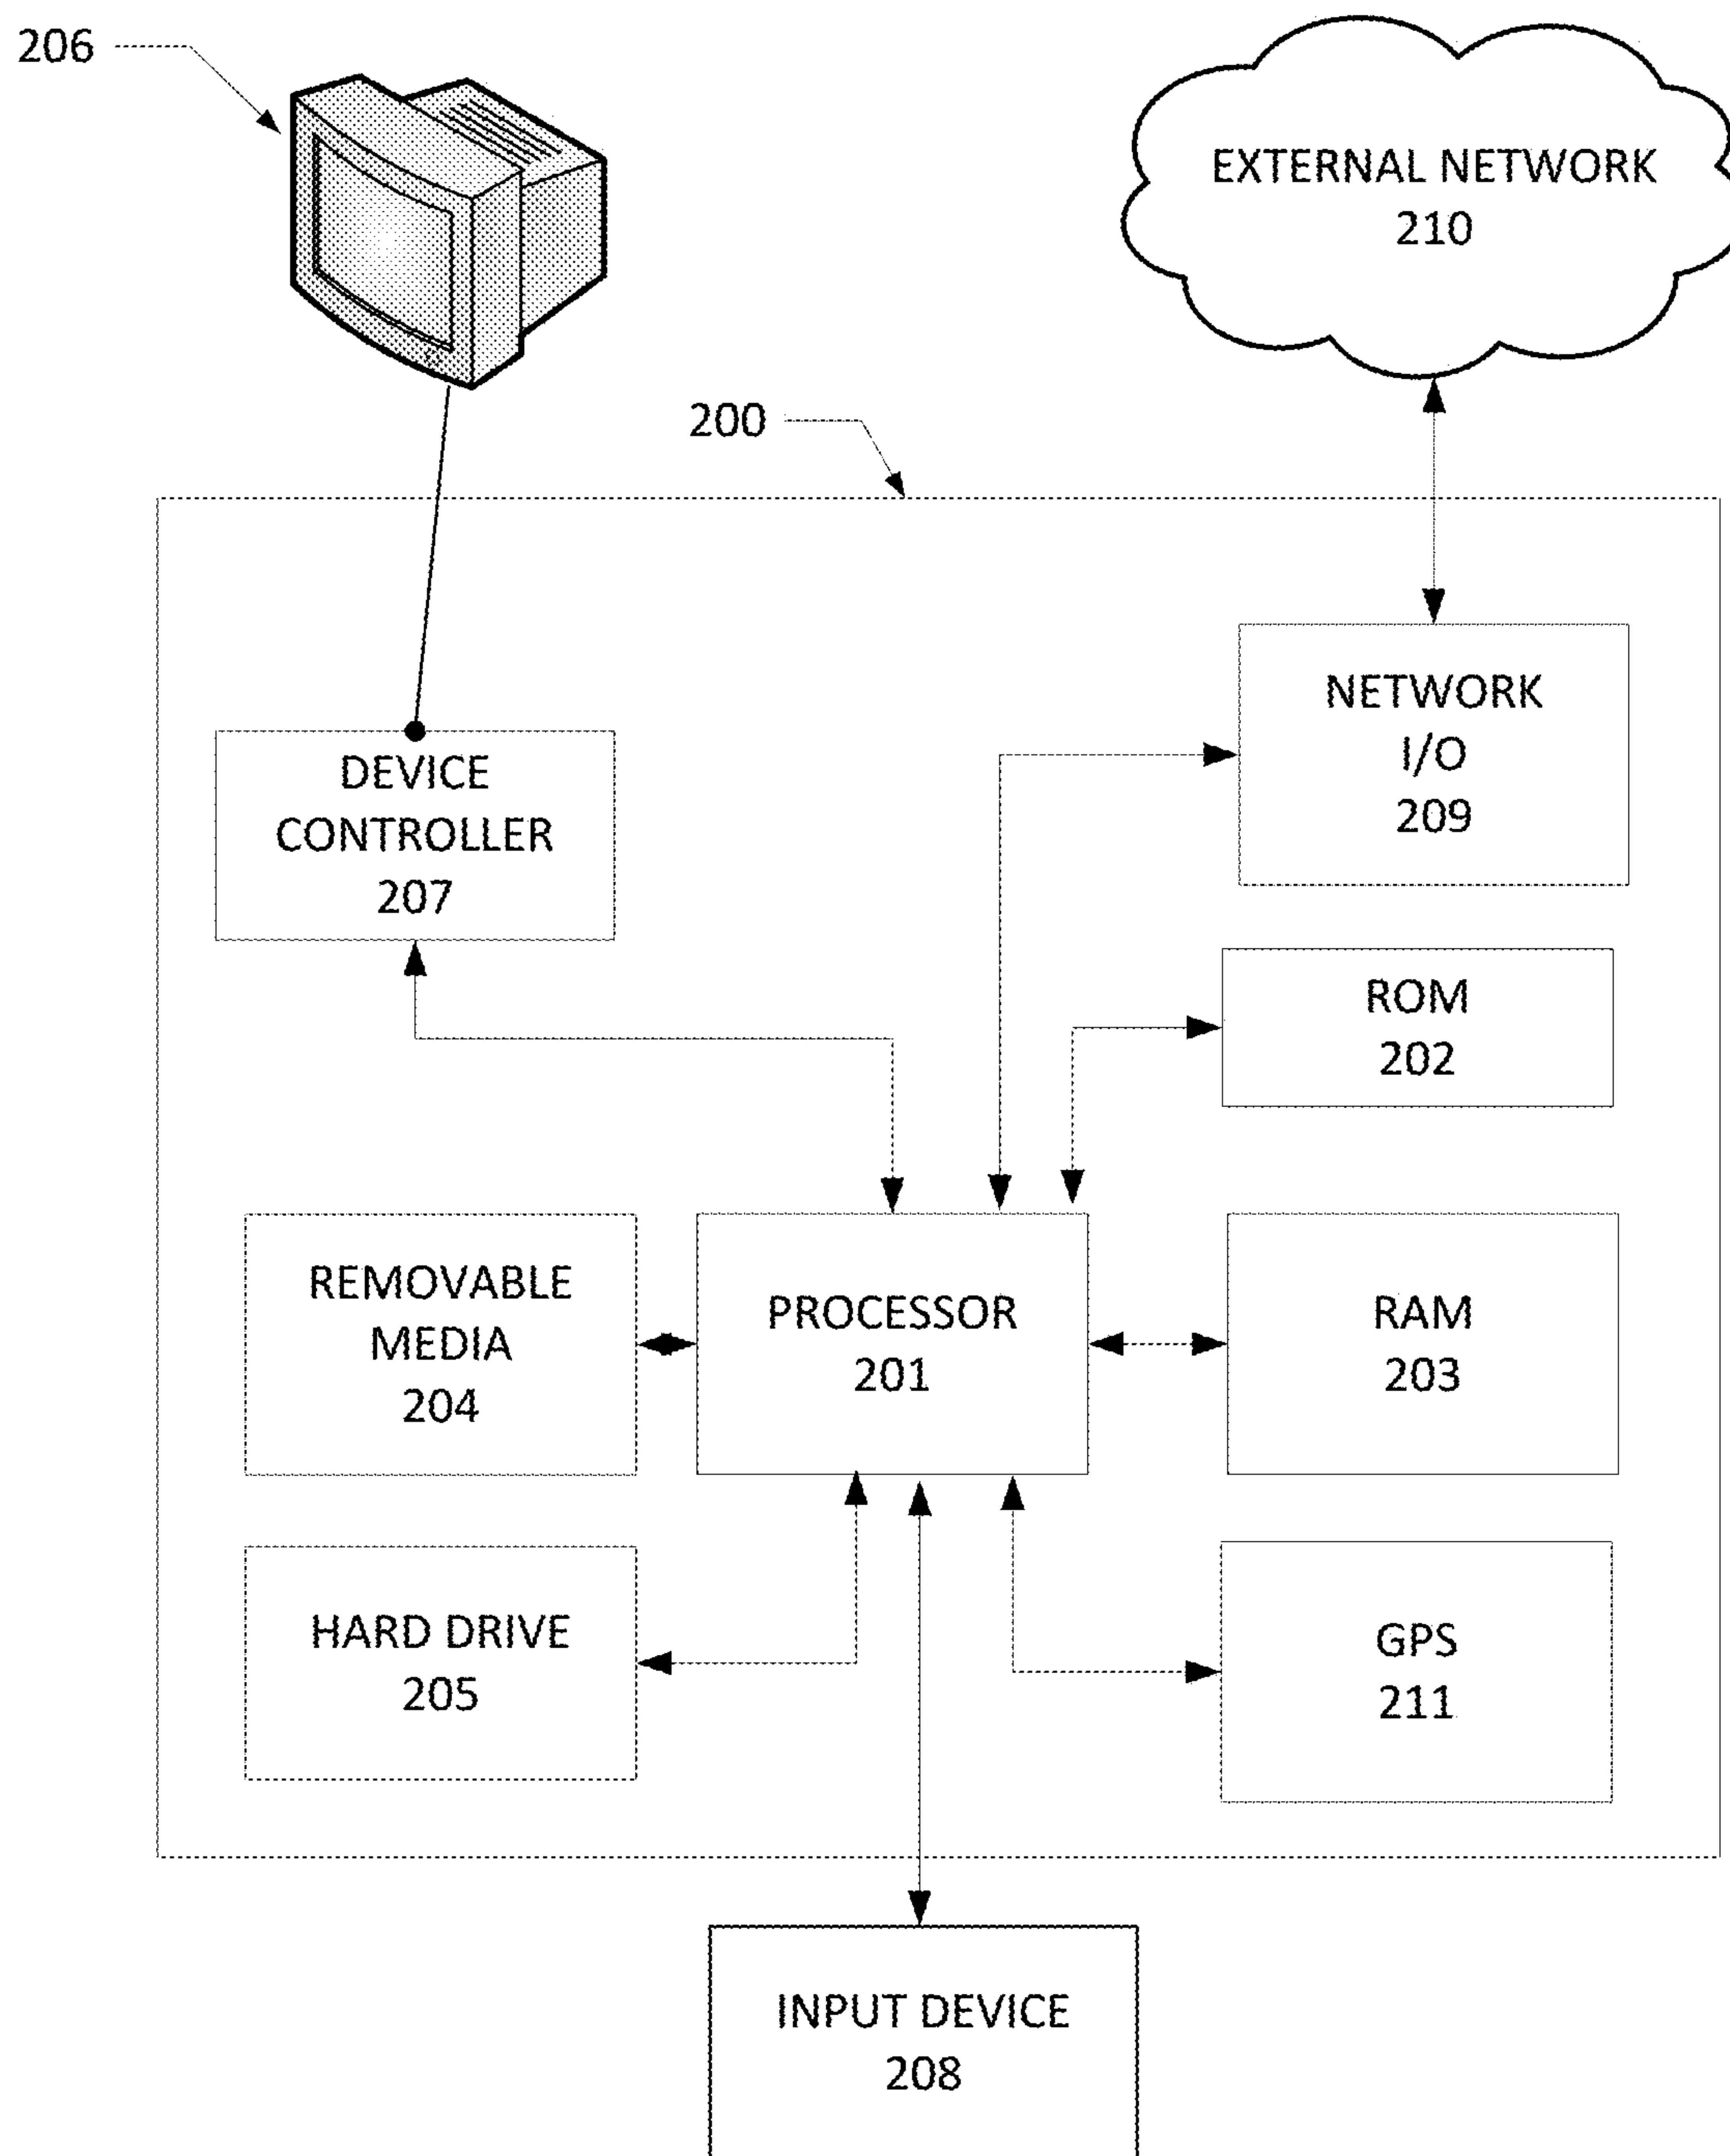 206
EXTERNAL NETWORK
210
200
NETWORK
I/O
209
DEVICE
CONTROLLER
207
ROM
202
REMOVABLE
MEDIA
204
PROCESSOR
201
RAM
203
HARD DRIVE
205
GPS
211
INPUT DEVICE
208